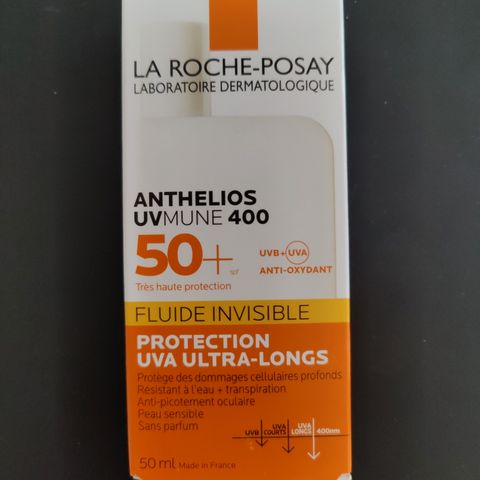 LA ROCHE-POSAY
LABORATOIRE DERMATOLOGIQUE
ANTHELIOS
UVMUNE 400
50+
SPF
Très haute protection
UVB+UVA
ANTI-OXYDANT
FLUIDE INVISIBLE
PROTECTION
UVA ULTRA-LONGS
Protège des dommages cellulaires profonds
Résistant à l'eau + transpiration
Anti-picotement oculaire
Peau sensible
Sans parfum
UVB
UVA COURTS
UVA LONGS
400nm
50 ml Made in France